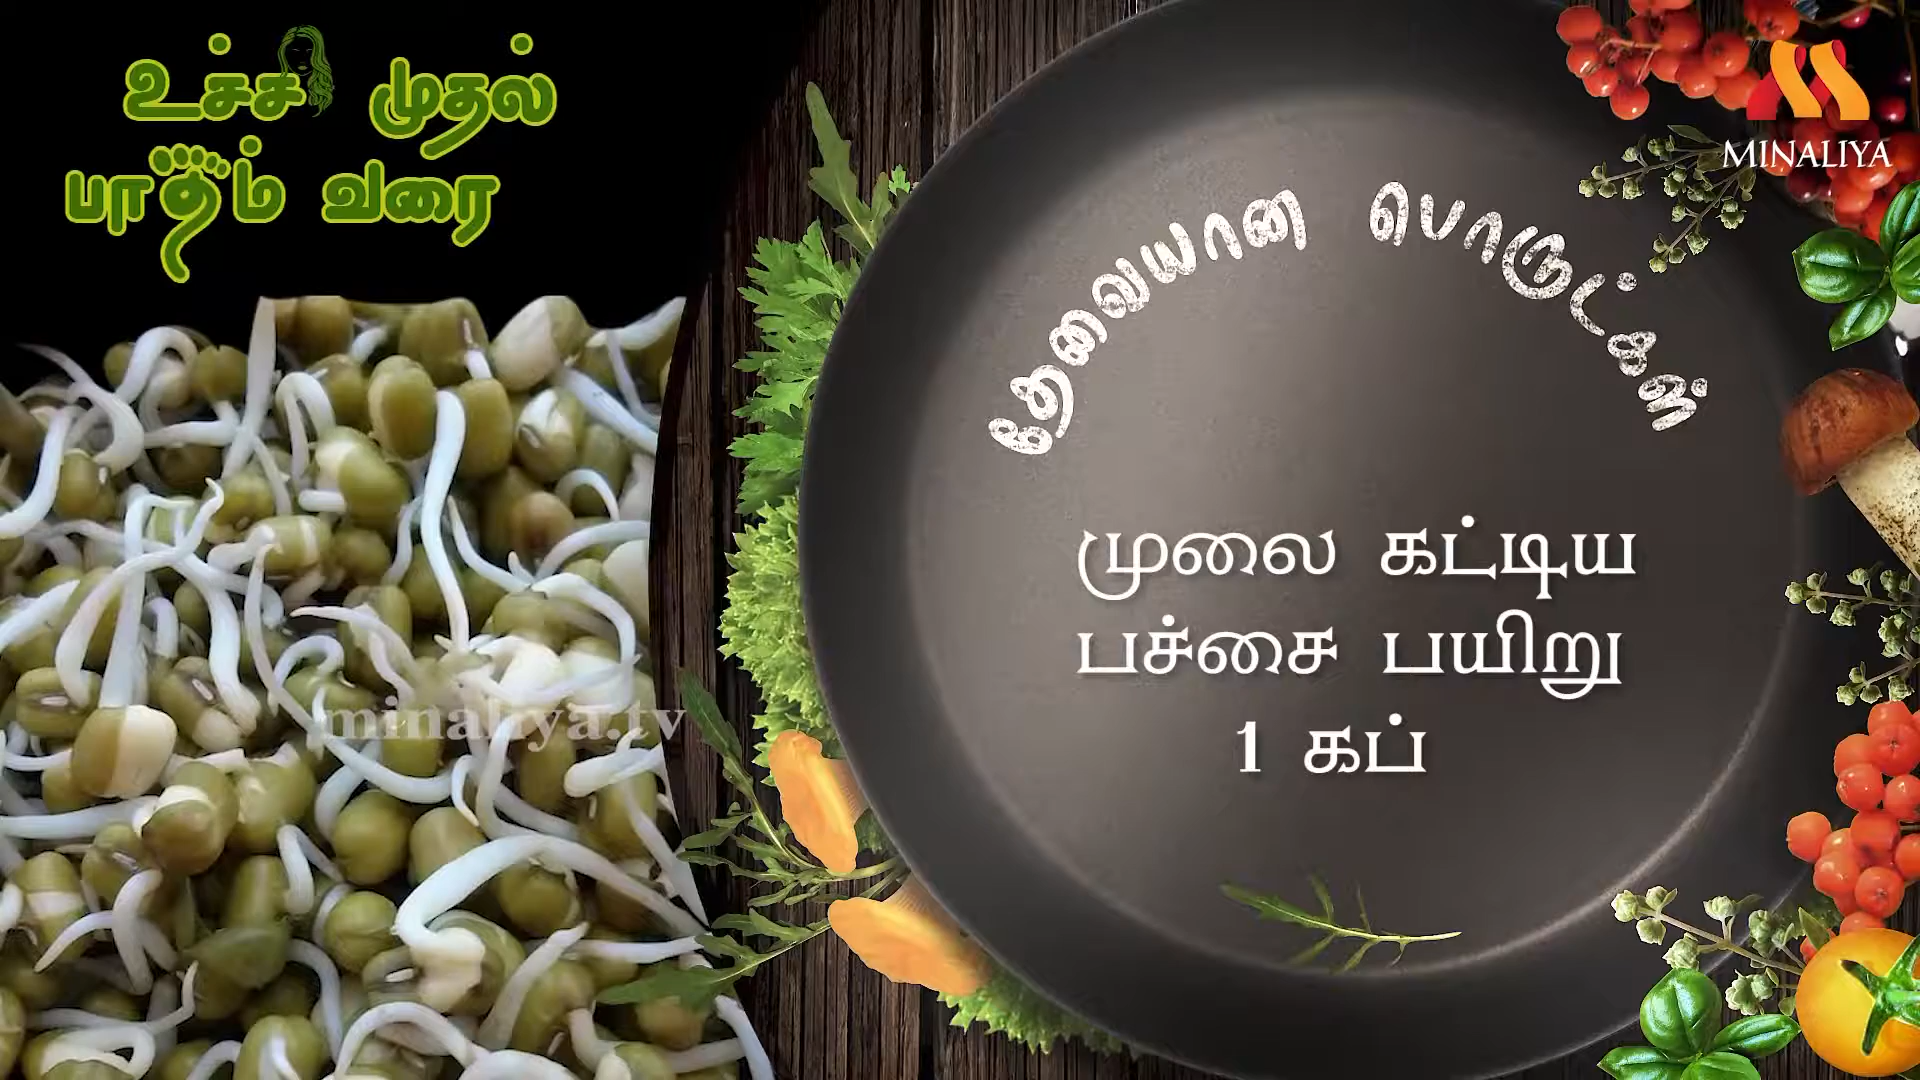 உச்சி முதல்
பாதம் வரை
MINALIYA
தேவையான பொருட்கள்
முலை கட்டிய
பச்சை பயிறு
1 கப்
minaliya.tv